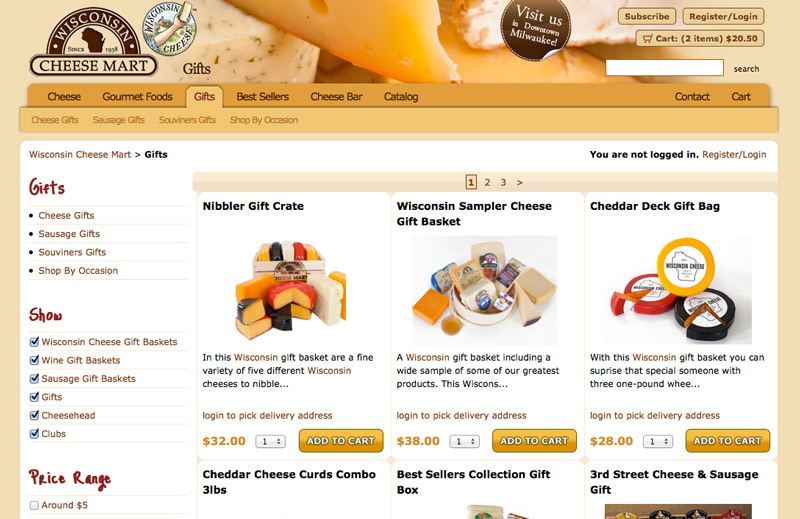 WISCONSIN
Since 1938
CHEESE MART
WISCONSIN
CHEESE
Gifts
Visit us
in Downtown
Milwaukee!
Subscribe
Register/Login
Cart: (2 items) $20.50
search
Cheese Gourmet Foods Gifts Best Sellers Cheese Bar Catalog Contact Cart
Cheese Gifts Sausage Gifts Souviners Gifts Shop By Occasion
Wisconsin Cheese Mart > Gifts
You are not logged in. Register/Login
Gifts
Cheese Gifts
Sausage Gifts
Souviners Gifts
Shop By Occasion
Show
Wisconsin Cheese Gift Baskets
Wine Gift Baskets
Sausage Gift Baskets
Gifts
Cheesehead
Clubs
Price Range
Around $5
1 2 3 >
Nibbler Gift Crate
CHEESE MART
In this Wisconsin gift basket are a fine
variety of five different Wisconsin
cheeses to nibble...
login to pick delivery address
$32.00 1 ADD TO CART
Wisconsin Sampler Cheese
Gift Basket
A Wisconsin gift basket including a
wide sample of some of our greatest
products. This Wiscons...
login to pick delivery address
$38.00 1 ADD TO CART
Cheddar Deck Gift Bag
WISCONSIN CHEESE
WISCONSIN CHEESE
With this Wisconsin gift basket you can
suprise that special someone with
three one-pound whee...
login to pick delivery address
$28.00 1 ADD TO CART
Cheddar Cheese Curds Combo
3lbs
Best Sellers Collection Gift
Box
3rd Street Cheese & Sausage
Gift